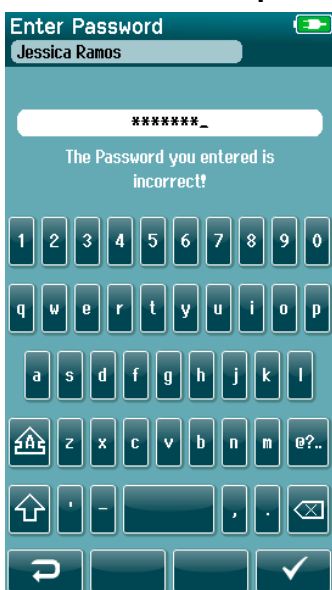 Enter Password
Jessica Ramos
*******_
The Password you entered is
incorrect!
1 2 3 4 5 6 7 8 9 0
q w e r t y u i o p
a s d f g h j k l
A z x c v b n m @?..
' - , .